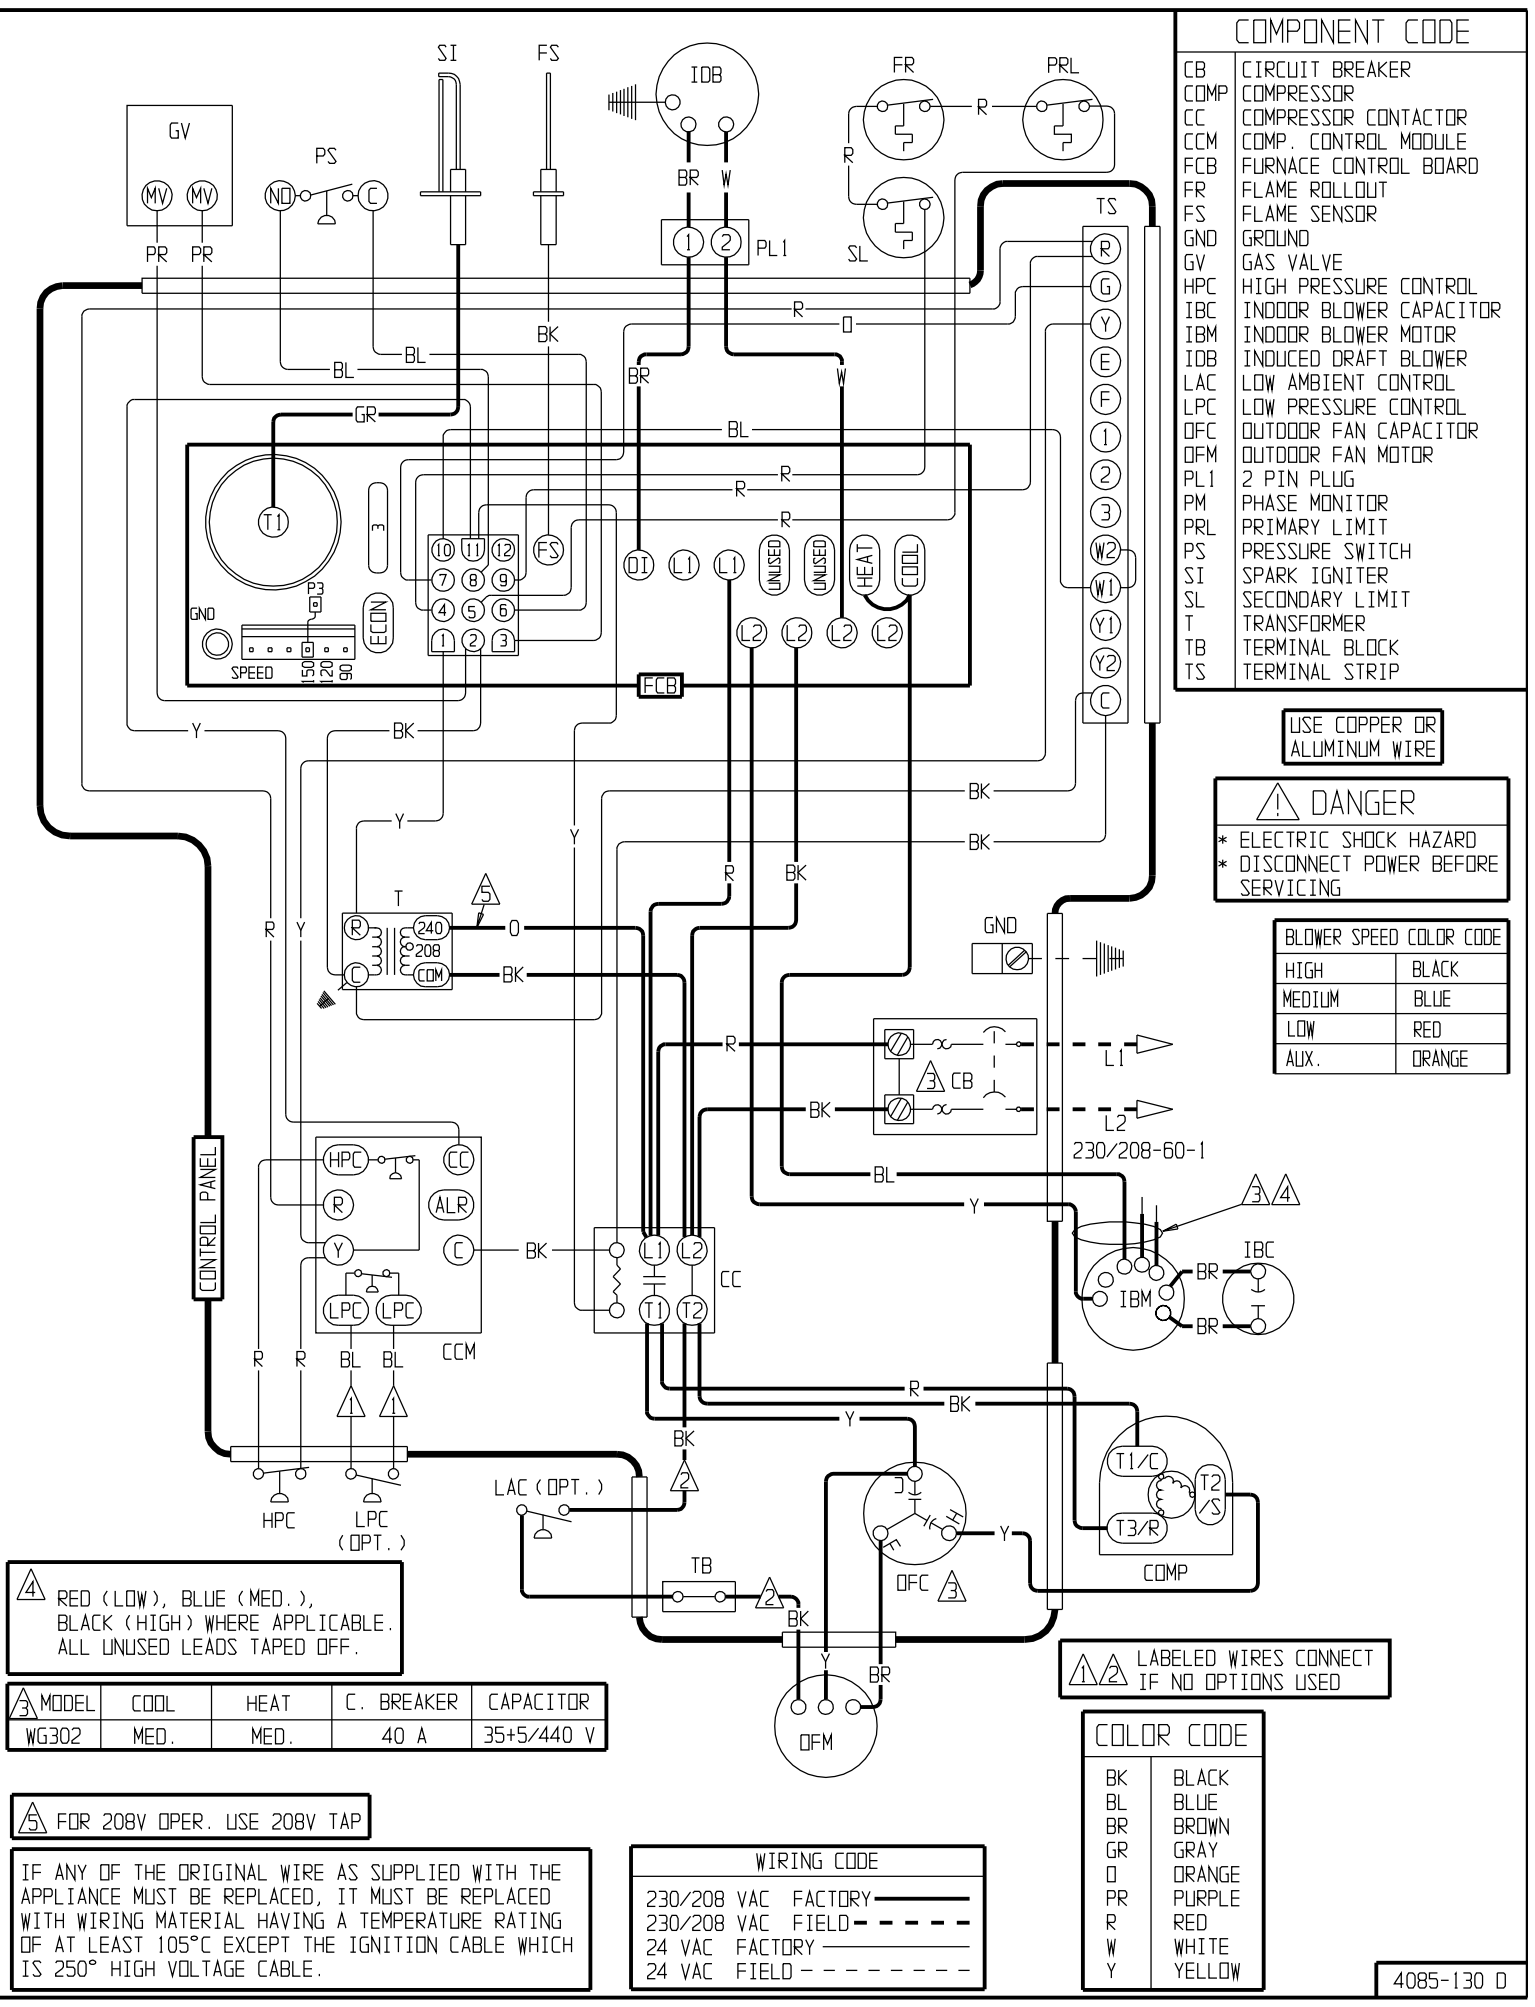 COMPONENT CODE
CB CIRCUIT BREAKER
COMP COMPRESSOR
CC COMPRESSOR CONTACTOR
CCM COMP. CONTROL MODULE
FCB FURNACE CONTROL BOARD
FR FLAME ROLLOUT
FS FLAME SENSOR
GND GROUND
GV GAS VALVE
HPC HIGH PRESSURE CONTROL
IBC INDOOR BLOWER CAPACITOR
IBM INDOOR BLOWER MOTOR
IDB INDUCED DRAFT BLOWER
LAC LOW AMBIENT CONTROL
LPC LOW PRESSURE CONTROL
OFC OUTDOOR FAN CAPACITOR
OFM OUTDOOR FAN MOTOR
PL1 2 PIN PLUG
PM PHASE MONITOR
PRL PRIMARY LIMIT
PS PRESSURE SWITCH
SI SPARK IGNITER
SL SECONDARY LIMIT
T TRANSFORMER
TB TERMINAL BLOCK
TS TERMINAL STRIP
SI FS IDB FR PRL
GV PS R
MV MV NO C BR W R TS
PR PR 1 2 PL1 SL R
G
R
BK O Y
BL
BL BR W E
F
GR
BL 1
R 2
R
T1 3 R 3
10 11 12 FS DI L1 L1 UNUSED UNUSED HEAT COOL W2
7 8 9
P3 W1
GND 4 5 6 ECON
1 2 3 L2 L2 L2 L2 Y1
SPEED 150 120 90 Y2
FCB C
Y BK
USE COPPER OR
ALUMINUM WIRE
BK
! DANGER
* ELECTRIC SHOCK HAZARD
* DISCONNECT POWER BEFORE
SERVICING
Y Y BK
R BK
T 5
R Y R 240 O GND
208
C COM BK
BLOWER SPEED COLOR CODE
HIGH BLACK
MEDIUM BLUE
LOW RED
AUX. ORANGE
R L1
3 CB
BK L2
230/208-60-1
CONTROL PANEL
HPC CC BL
R ALR Y 3 4
Y C BK L1 L2 IBC
CC BR
LPC LPC T1 T2 IBM
BR
CCM
R R BL BL R
1 1 BK
Y
BK
T1/C
LAC (OPT.) 2 C T2/S
HPC LPC H T3/R
(OPT.) F Y
TB OFC 3 COMP
2
BK
Y BR
OFM
4 RED (LOW), BLUE (MED.),
BLACK (HIGH) WHERE APPLICABLE.
ALL UNUSED LEADS TAPED OFF.
1 2 LABELED WIRES CONNECT
IF NO OPTIONS USED
3 MODEL COOL HEAT C. BREAKER CAPACITOR
WG302 MED. MED. 40 A 35+5/440 V
5 FOR 208V OPER. USE 208V TAP
IF ANY OF THE ORIGINAL WIRE AS SUPPLIED WITH THE
APPLIANCE MUST BE REPLACED, IT MUST BE REPLACED
WITH WIRING MATERIAL HAVING A TEMPERATURE RATING
OF AT LEAST 105°C EXCEPT THE IGNITION CABLE WHICH
IS 250° HIGH VOLTAGE CABLE.
WIRING CODE
230/208 VAC FACTORY
230/208 VAC FIELD
24 VAC FACTORY
24 VAC FIELD
COLOR CODE
BK BLACK
BL BLUE
BR BROWN
GR GRAY
O ORANGE
PR PURPLE
R RED
W WHITE
Y YELLOW
4085-130 D